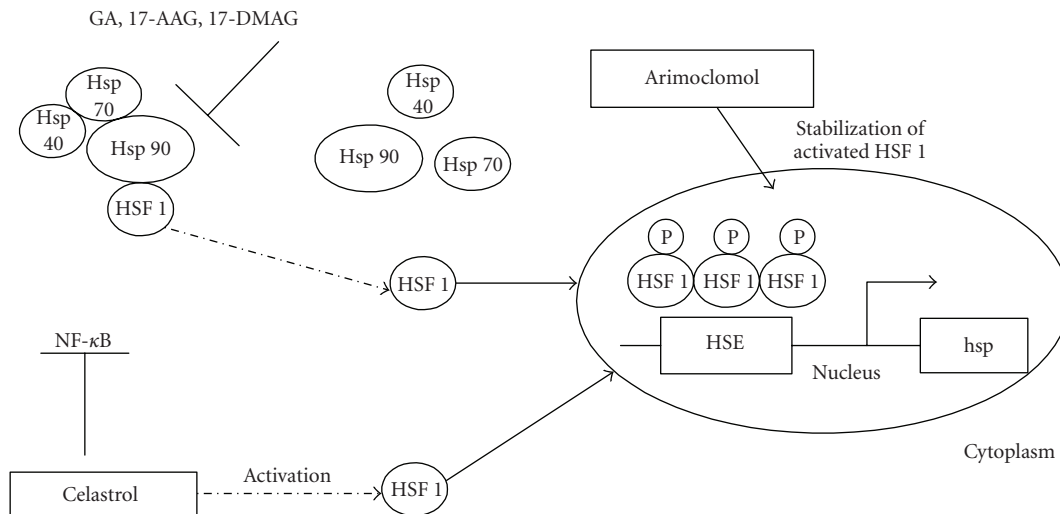 GA, 17-AAG, 17-DMAG
Hsp
70
Hsp
40
Hsp 90
HSF 1
Hsp
40
Hsp 90
Hsp 70
Arimoclomol
Stabilization of
activated HSF 1
P
P
P
HSF 1
HSF 1
HSF 1
HSF 1
HSE
hsp
Nucleus
NF-κB
Cytoplasm
Celastrol
Activation
HSF 1